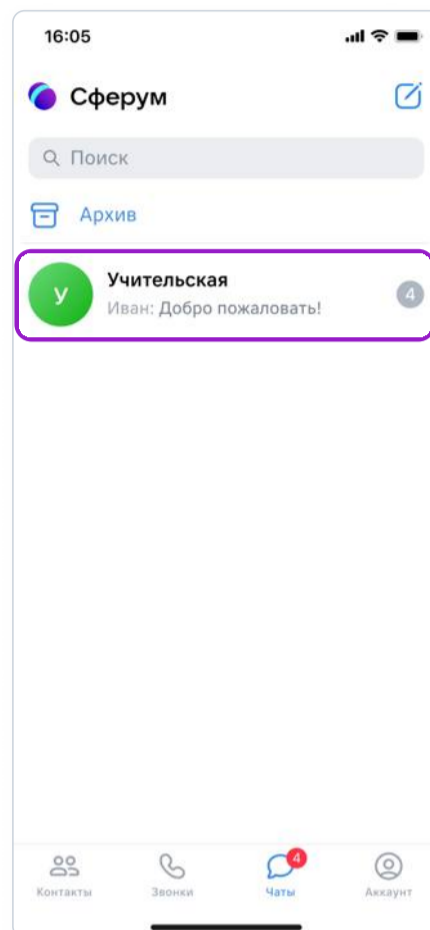 16:05
Сферум
Поиск
Архив
У
Учительская
Иван: Добро пожаловать!
4
4
Контакты
Звонки
Чаты
Аккаунт